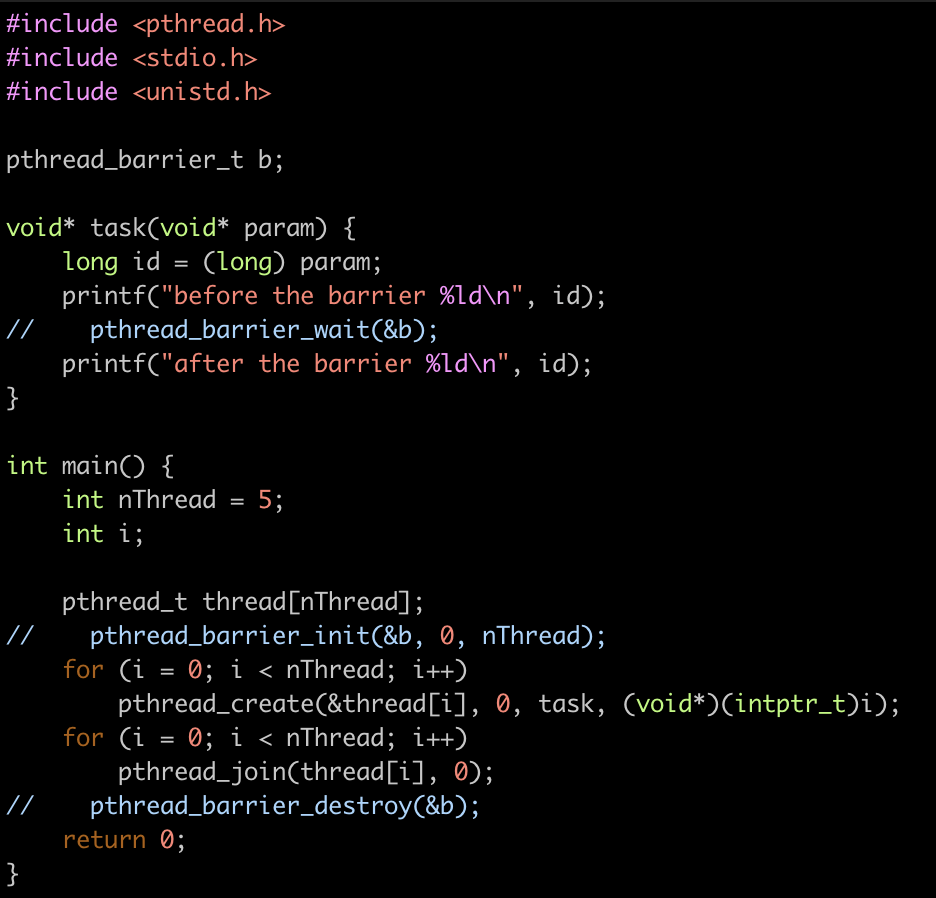 #include <pthread.h>
#include <stdio.h>
#include <unistd.h>

pthread_barrier_t b;

void* task(void* param) {
    long id = (long) param;
    printf("before the barrier %ld\n", id);
//    pthread_barrier_wait(&b);
    printf("after the barrier %ld\n", id);
}

int main() {
    int nThread = 5;
    int i;

    pthread_t thread[nThread];
//    pthread_barrier_init(&b, 0, nThread);
    for (i = 0; i < nThread; i++)
        pthread_create(&thread[i], 0, task, (void*)(intptr_t)i);
    for (i = 0; i < nThread; i++)
        pthread_join(thread[i], 0);
//    pthread_barrier_destroy(&b);
    return 0;
}